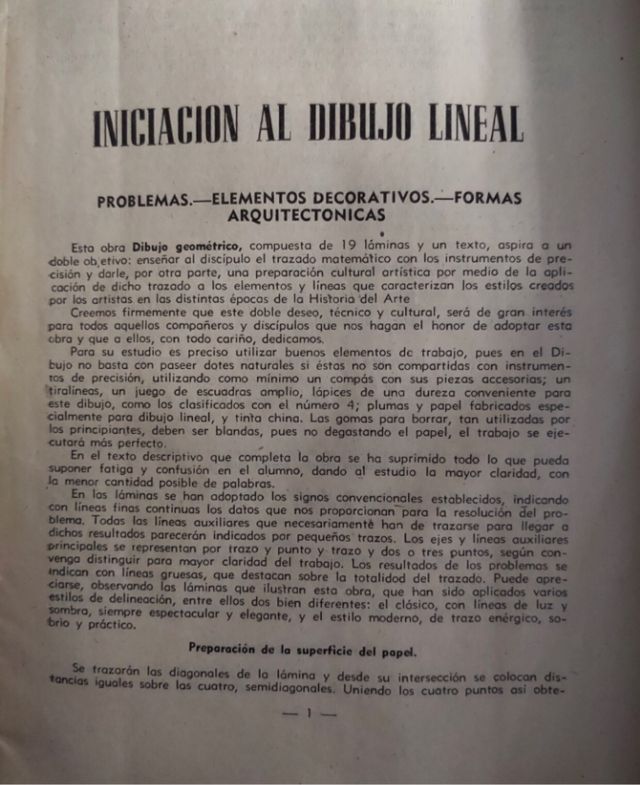 INICIACION AL DIBUJO LINEAL
PROBLEMAS.—ELEMENTOS DECORATIVOS.—FORMAS
ARQUITECTONICAS
Esta obra Dibujo geométrico, compuesta de 19 láminas y un texto, aspira a un
doble objetivo: enseñar al discípulo el trazado matemático con los instrumentos de pre-
cisión y darle, por otra parte, una preparación cultural artística por medio de la apli-
cación de dicho trazado a los elementos y líneas que caracterizan los estilos creados
por los artistas en las distintas épocas de la Historia del Arte
Creemos firmemente que este doble deseo, técnico y cultural, será de gran interés
para todos aquellos compañeros y discípulos que nos hagan el honor de adoptar esta
obra y que a ellos, con todo cariño, dedicamos.
Para su estudio es preciso utilizar buenos elementos de trabajo, pues en el Di-
bujo no basta con paseer dotes naturales si éstas no son compartidas con instrumen-
tos de precisión, utilizando como mínimo un compás con sus piezas accesorias; un
tiralíneas, un juego de escuadras amplio, lápices de una dureza conveniente para
este dibujo, como los clasificados con el número 4; plumas y papel fabricados espe-
cialmente para dibujo lineal, y tinta china. Las gomas para borrar, tan utilizadas por
los principiantes, deben ser blandas, pues no degastando el papel, el trabajo se eje-
cutará más perfecto.
En el texto descriptivo que completa la obra se ha suprimido todo lo que pueda
suponer fatiga y confusión en el alumno, dando al estudio la mayor claridad, con
la menor cantidad posible de palabras.
En las láminas se han adoptado los signos convencionales establecidos, indicando
con líneas finas continuas los datos que nos proporcionan para la resolución del pro-
blema. Todas las líneas auxiliares que necesariamente han de trazarse para llegar a
dichos resultados parecerán indicados por pequeños trazos. Los ejes y líneas auxiliares
principales se representan por trazo y punto y trazo y dos o tres puntos, según con-
venga distinguir para mayor claridad del trabajo. Los resultados de los problemas se
indican con líneas gruesas, que destacan sobre la totalidod del trazado. Puede apre-
ciarse, observando las láminas que ilustran esta obra, que han sido aplicados varios
estilos de delineación, entre ellos dos bien diferentes: el clásico, con líneas de luz y
sombra, siempre espectacular y elegante, y el estilo moderno, de trazo enérgico, so-
brio y práctico.
Preparación de la superficie del papel.
Se trazarán las diagonales de la lámina y desde su intersección se colocan dis-
tancias iguales sobre las cuatro, semidiagonales. Uniendo los cuatro puntos así obte-
— 1 —